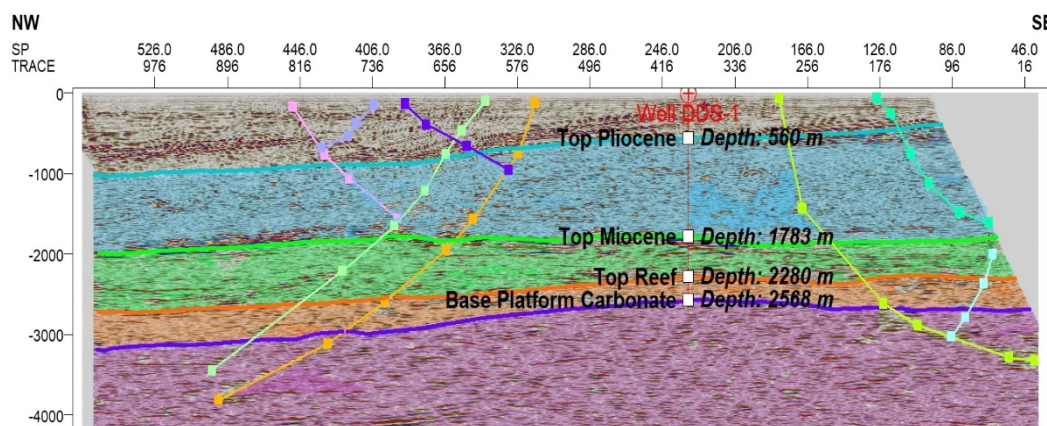 NW SE
SP 526.0 486.0 446.0 406.0 366.0 326.0 286.0 246.0 206.0 166.0 126.0 86.0 46.0
TRACE 976 896 816 736 656 576 496 416 336 256 176 96 16
0
Well DDS-1
Top Pliocene Depth: 560 m
-1000
Top Miocene Depth: 1783 m
-2000
Top Reef Depth: 2280 m
Base Platform Carbonate Depth: 2568 m
-3000
-4000